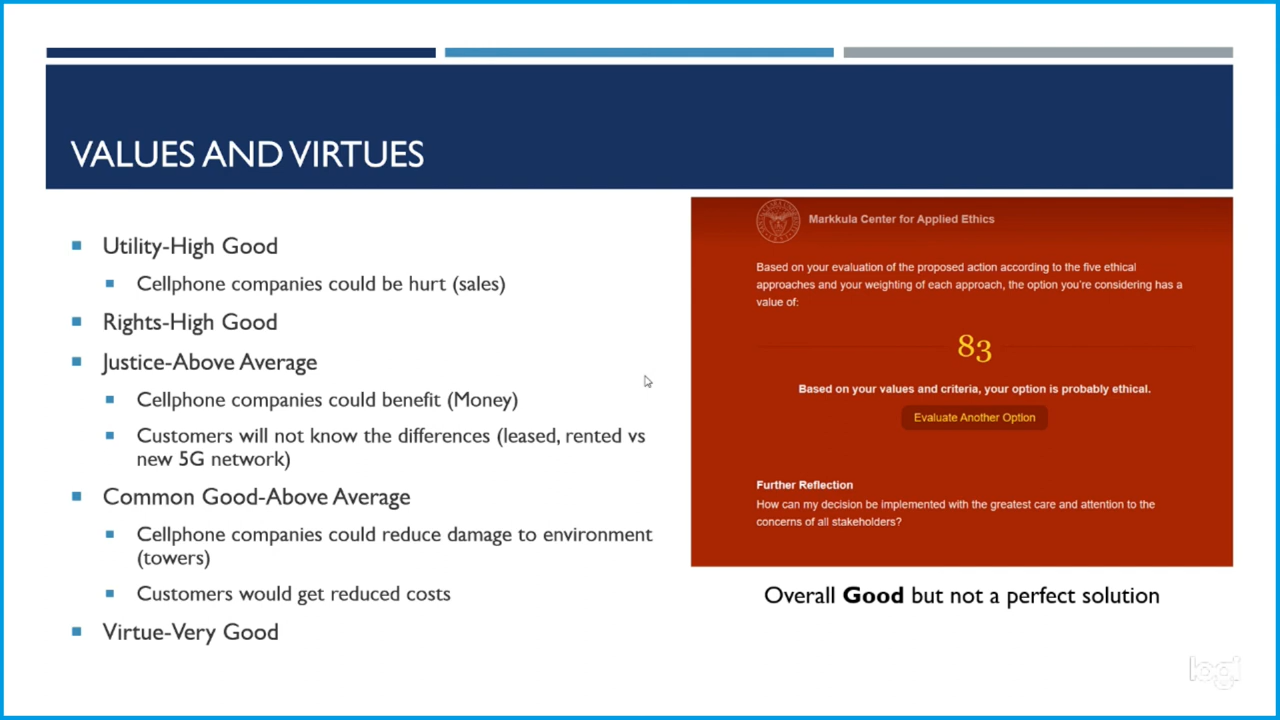 VALUES AND VIRTUES
Utility-High Good
Cellphone companies could be hurt (sales)
Rights-High Good
Justice-Above Average
Cellphone companies could benefit (Money)
Customers will not know the differences (leased, rented vs
new 5G network)
Common Good-Above Average
Cellphone companies could reduce damage to environment
(towers)
Customers would get reduced costs
Virtue-Very Good
Markkula Center for Applied Ethics
Based on your evaluation of the proposed action according to the five ethical
approaches and your weighting of each approach, the option you're considering has a
value of:
83
Based on your values and criteria, your option is probably ethical.
Evaluate Another Option
Further Reflection
How can my decision be implemented with the greatest care and attention to the
concerns of all stakeholders?
Overall Good but not a perfect solution
logi